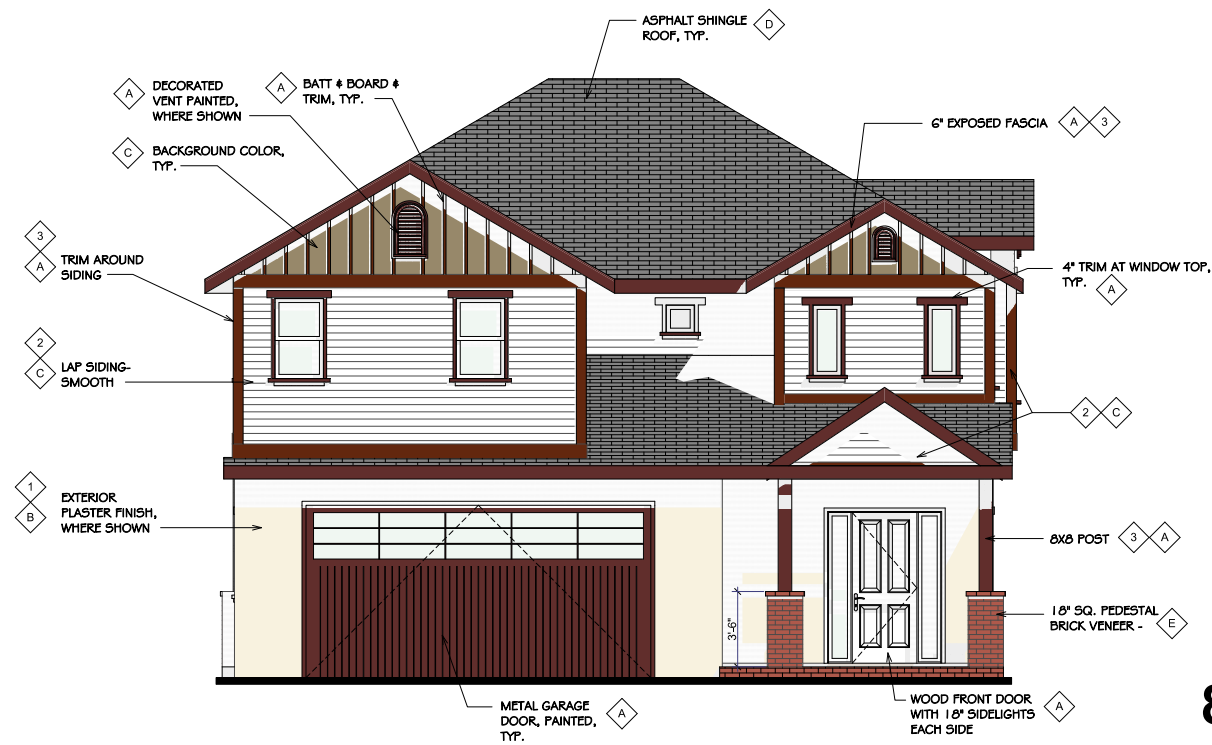 ASPHALT SHINGLE
ROOF, TYP.
D
A
DECORATED
VENT PAINTED,
WHERE SHOWN
A
BATT & BOARD &
TRIM, TYP.
6" EXPOSED FASCIA
A
3
C
BACKGROUND COLOR,
TYP.
3
A
TRIM AROUND
SIDING
4" TRIM AT WINDOW TOP,
TYP.
A
2
C
LAP SIDING-
SMOOTH
2
C
1
B
EXTERIOR
PLASTER FINISH,
WHERE SHOWN
8X8 POST
3
A
3'-6"
18" SQ. PEDESTAL
BRICK VENEER -
E
METAL GARAGE
DOOR, PAINTED,
TYP.
A
WOOD FRONT DOOR
WITH 18" SIDELIGHTS
EACH SIDE
A